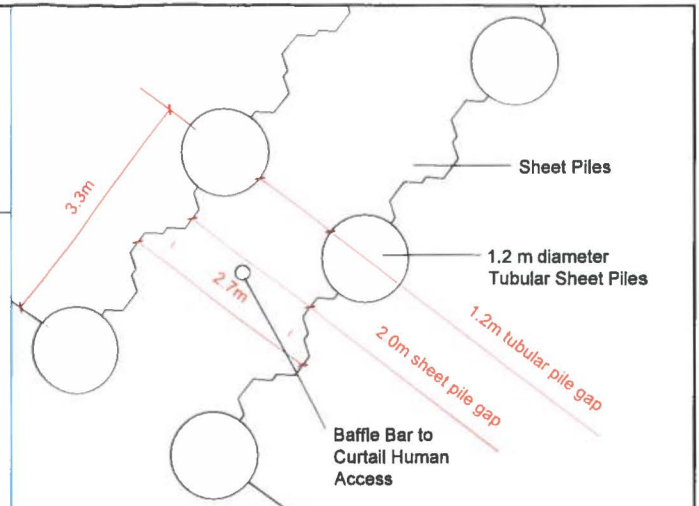 Sheet Piles
3.3m
1.2 m diameter
Tubular Sheet Piles
2.7m
1.2m tubular pile gap
2.0m sheet pile gap
Baffle Bar to
Curtail Human
Access